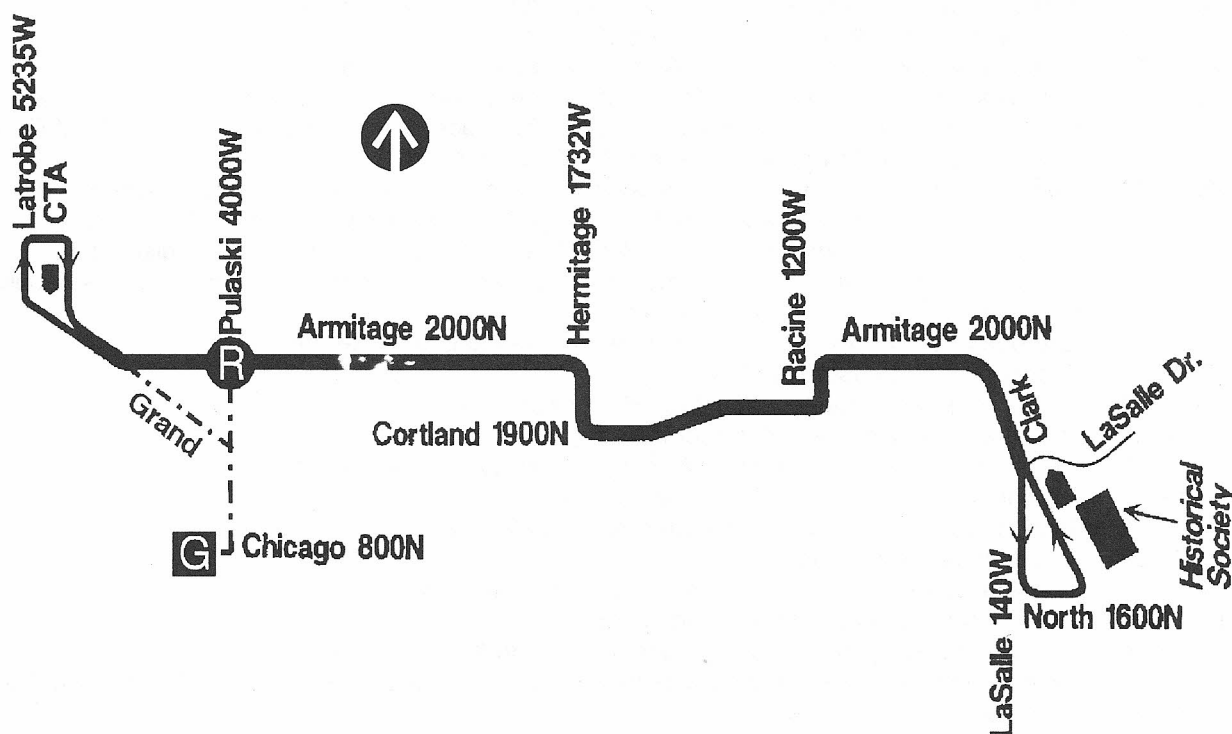 Latrobe 5235W
CTA
Pulaski 4000W
R
Armitage 2000N
Grand
G
Chicago 800N
Hermitage 1732W
Cortland 1900N
Racine 1200W
Armitage 2000N
Clark
LaSalle Dr.
LaSalle 140W
North 1600N
Historical
Society